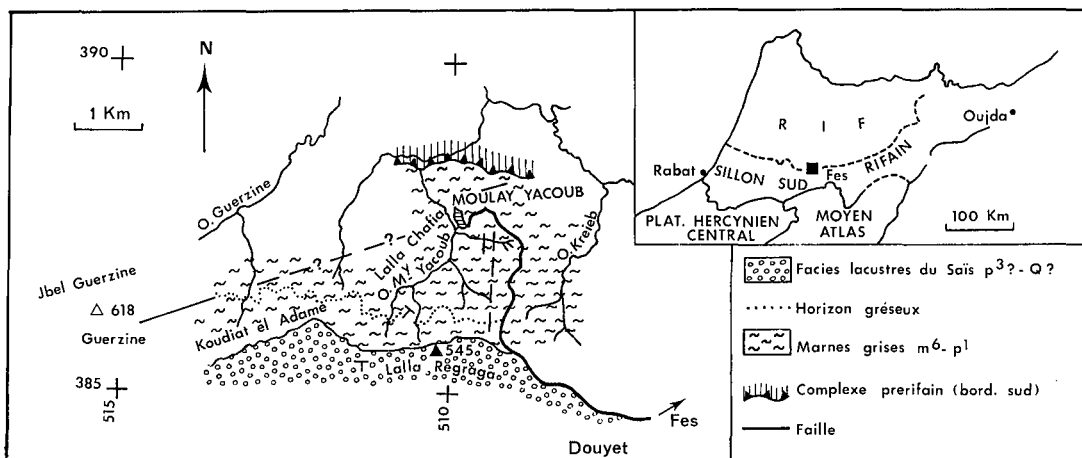 390
N
1 Km
O. Guerzine
MOULAY YACOUB
Lalla Chafia
O. My. Yacoub
O. Kreieb
?
?
Jbel Guerzine
618
Guerzine
Koudiat el Adame
545
T. Lalla Regraga
385
515
510
Fes
Douyet
R I F
Oujda
Rabat
SILLON SUD RIFAIN
Fes
PLAT. HERCYNIEN
CENTRAL
MOYEN
ATLAS
100 Km
Facies lacustres du Saïs p3? - Q?
Horizon gréseux
Marnes grises m6- p1
Complexe prerifain (bord. sud)
Faille